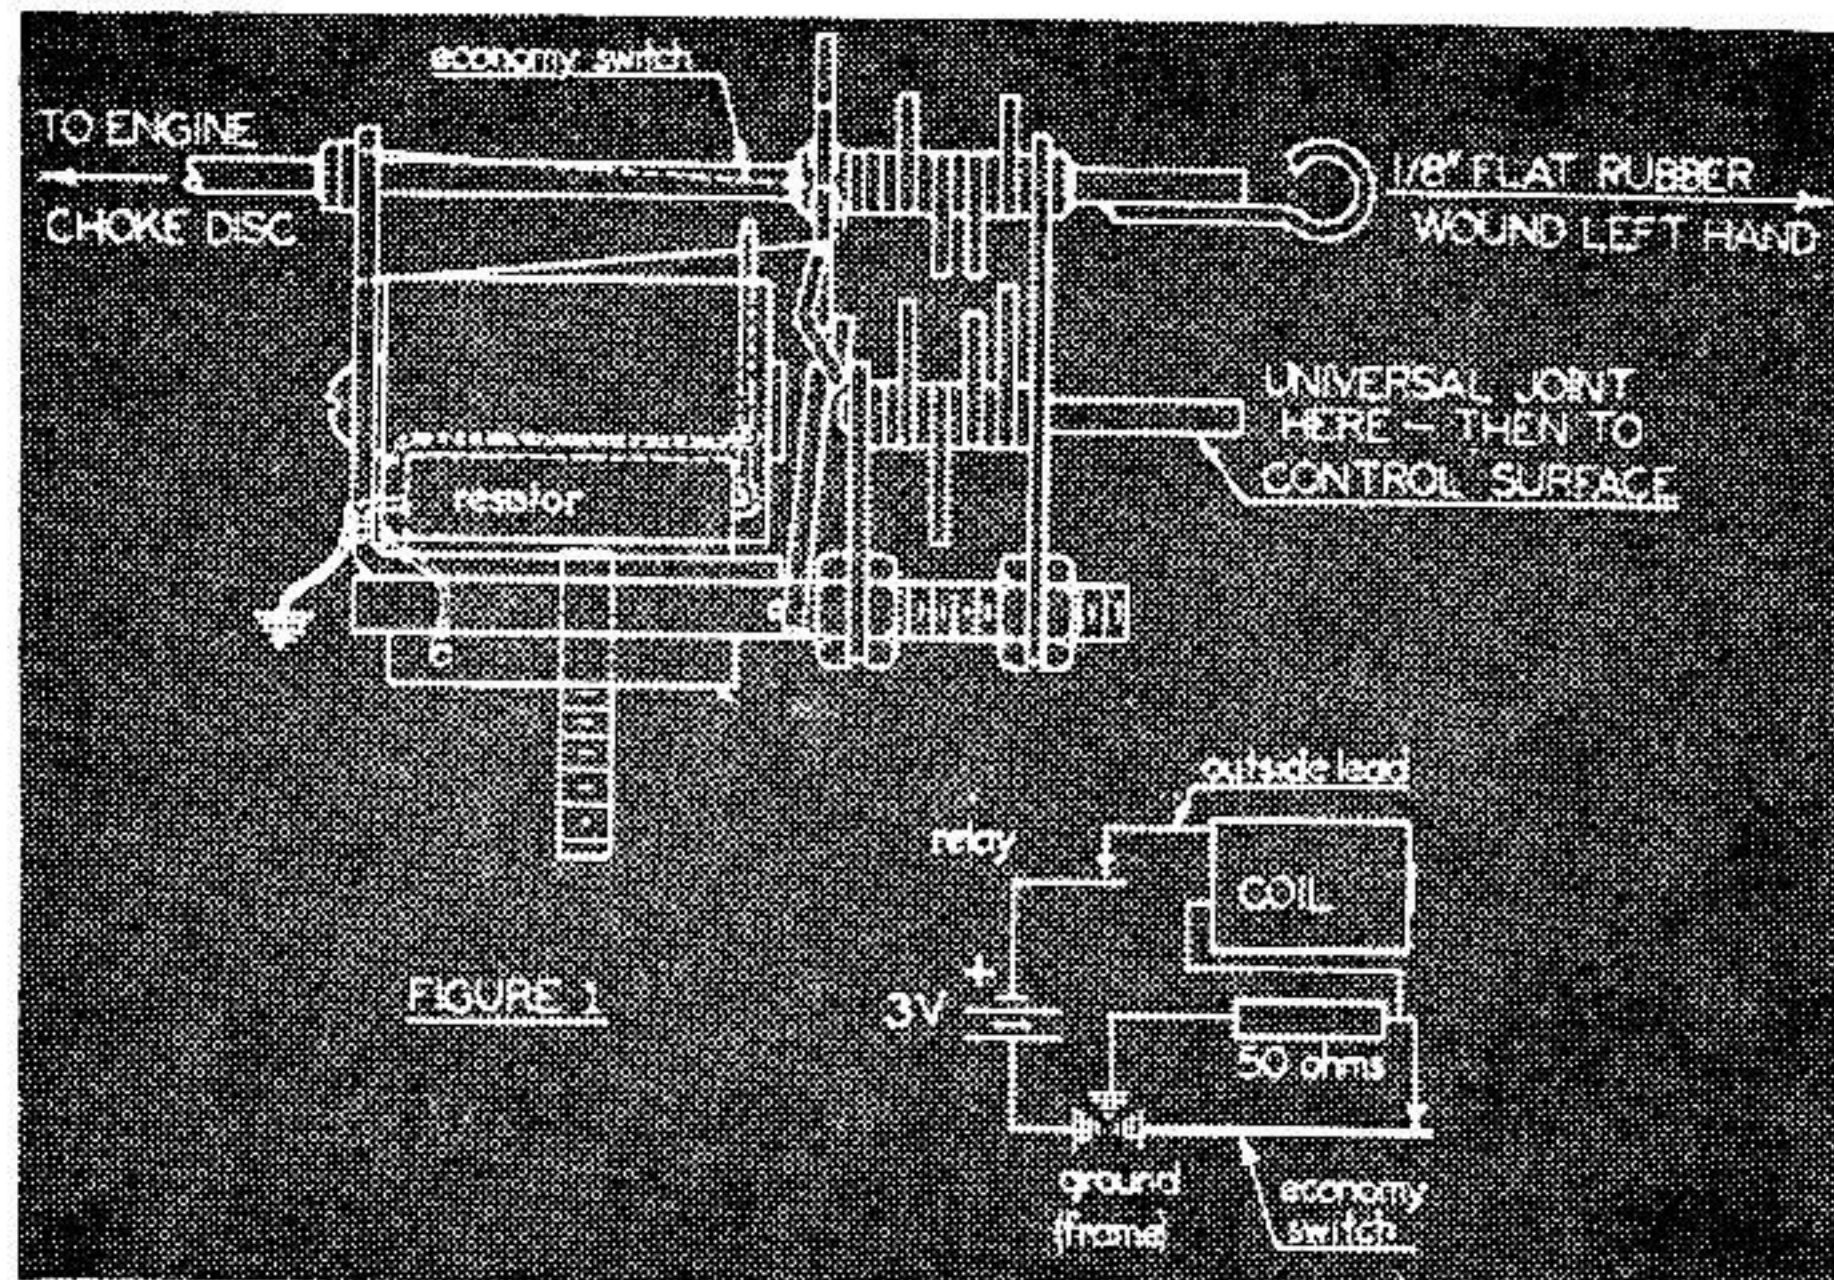 economy switch
TO ENGINE
CHOKE DISC
1/8" FLAT RUBBER
WOUND LEFT HAND
UNIVERSAL JOINT
HERE - THEN TO
CONTROL SURFACE
resistor
outside lead
relay
COIL
+
3V
50 ohms
ground
(frame)
economy
switch
FIGURE 1